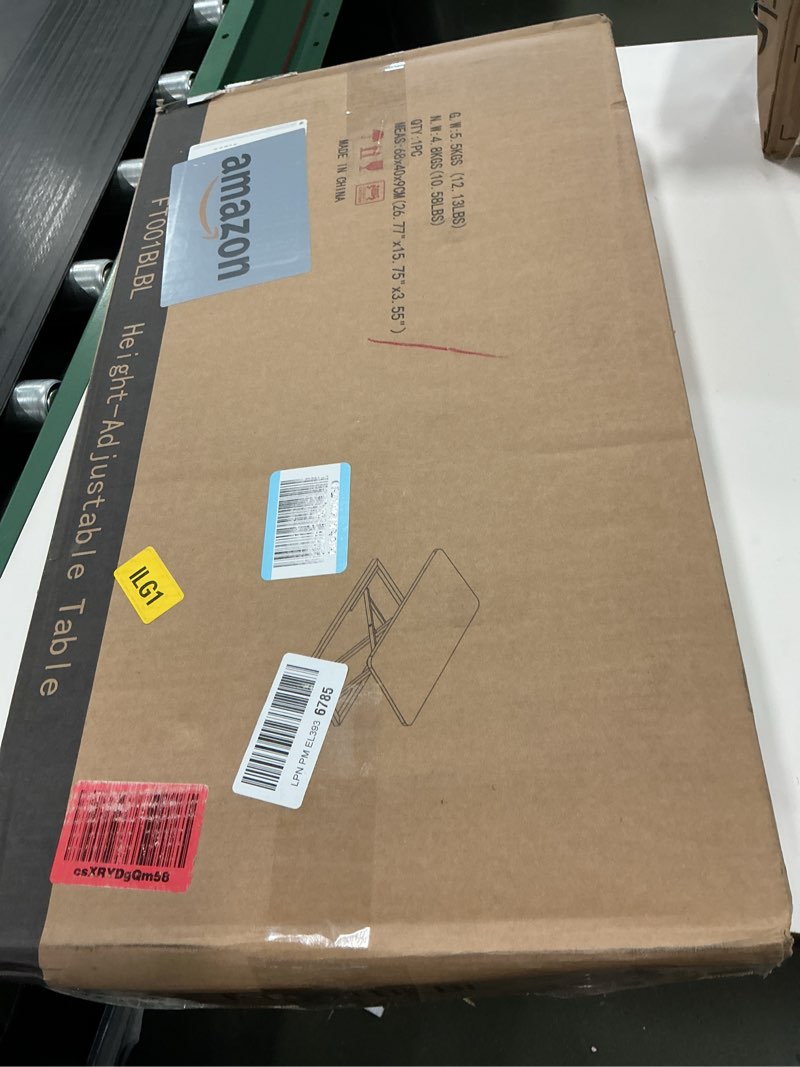 G.W:5.5KGS (12.13LBS)
N.W:4.8KGS(10.58LBS)
QTY:1PC
MEAS:68x40x9CM(26.77"x15.75"x3.55")
MADE IN CHINA
amazon
FT001BLBL Height-Adjustable Table
ILG1
LPN PM EL393 6785
csXRYDgQm58